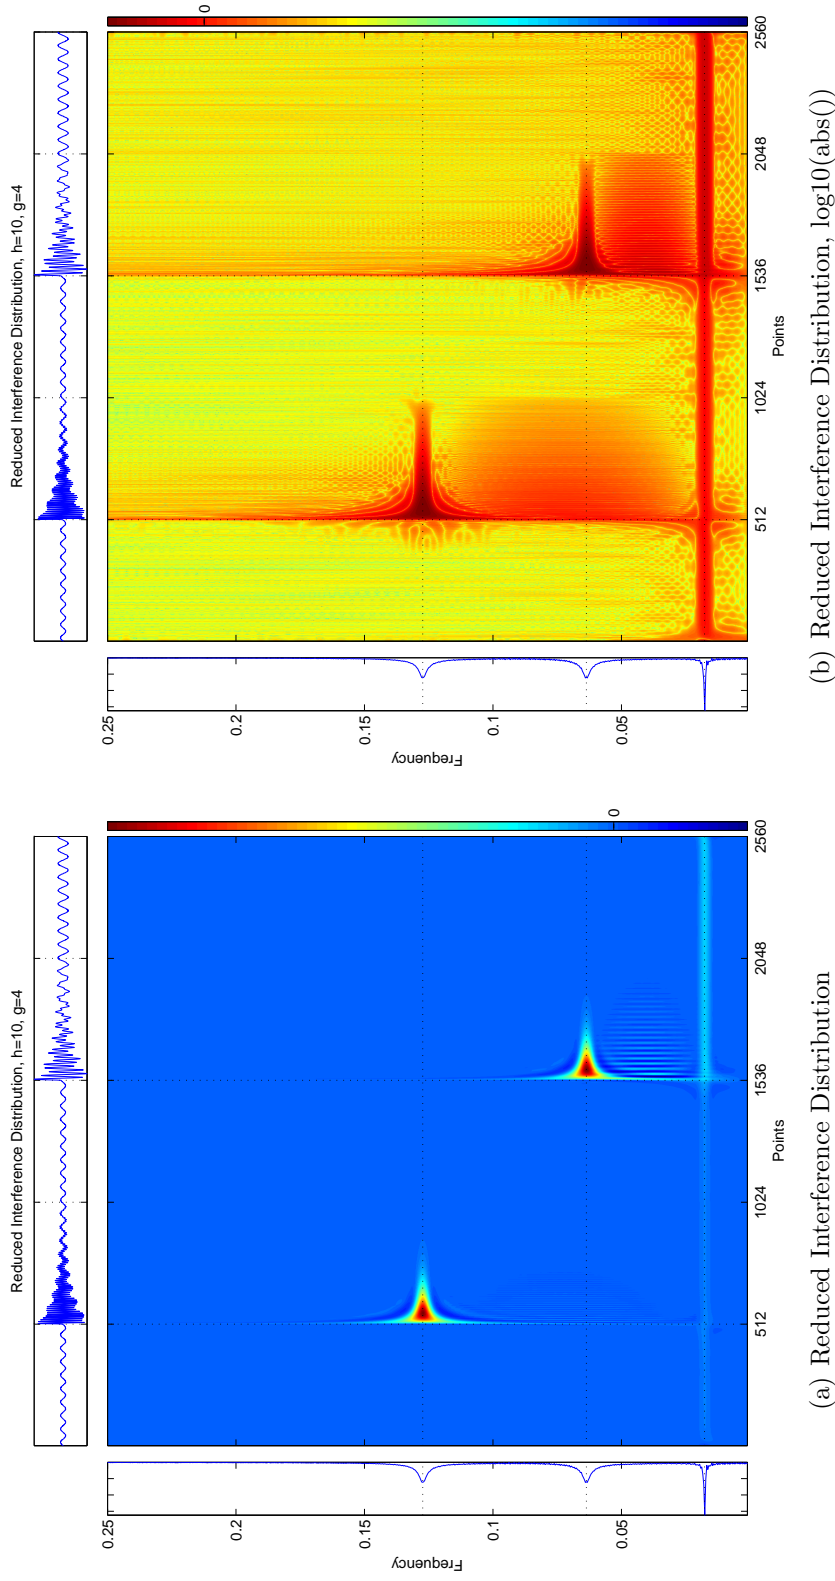 Reduced Interference Distribution, h=10, g=4
0.25
0.2
0.15
0.1
0.05
Frequency
512
1024
1536
2048
2560
Points
0
(a) Reduced Interference Distribution
Reduced Interference Distribution, h=10, g=4
0.25
0.2
0.15
0.1
0.05
Frequency
512
1024
1536
2048
2560
Points
0
(b) Reduced Interference Distribution, log10(abs())